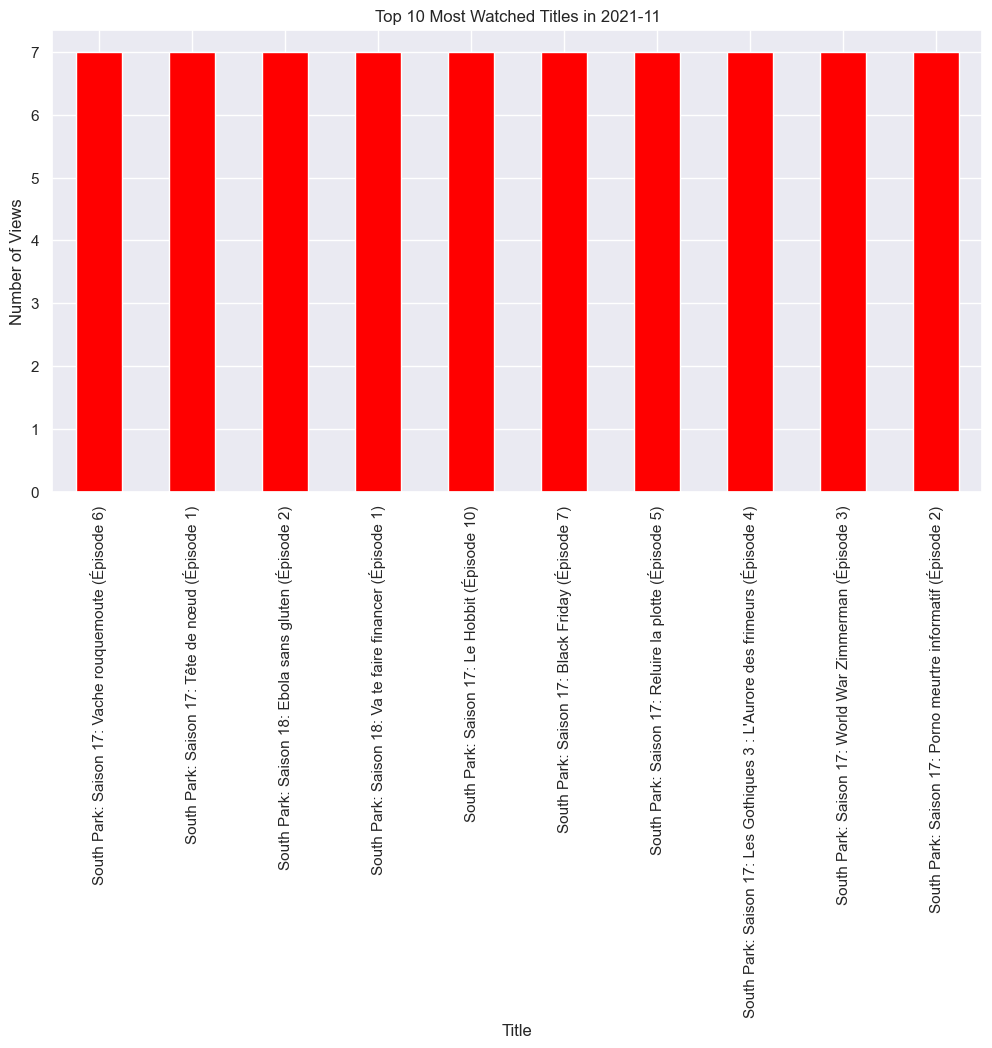 Top 10 Most Watched Titles in 2021-11
Number of Views
7
6
5
4
3
2
1
0
South Park: Saison 17: Vache rouquemoute (Épisode 6)
South Park: Saison 17: Tête de nœud (Épisode 1)
South Park: Saison 18: Ebola sans gluten (Épisode 2)
South Park: Saison 18: Va te faire financer (Épisode 1)
South Park: Saison 17: Le Hobbit (Épisode 10)
South Park: Saison 17: Black Friday (Épisode 7)
South Park: Saison 17: Reluire la plotte (Épisode 5)
South Park: Saison 17: Les Gothiques 3 : L'Aurore des frimeurs (Épisode 4)
South Park: Saison 17: World War Zimmerman (Épisode 3)
South Park: Saison 17: Porno meurtre informatif (Épisode 2)
Title